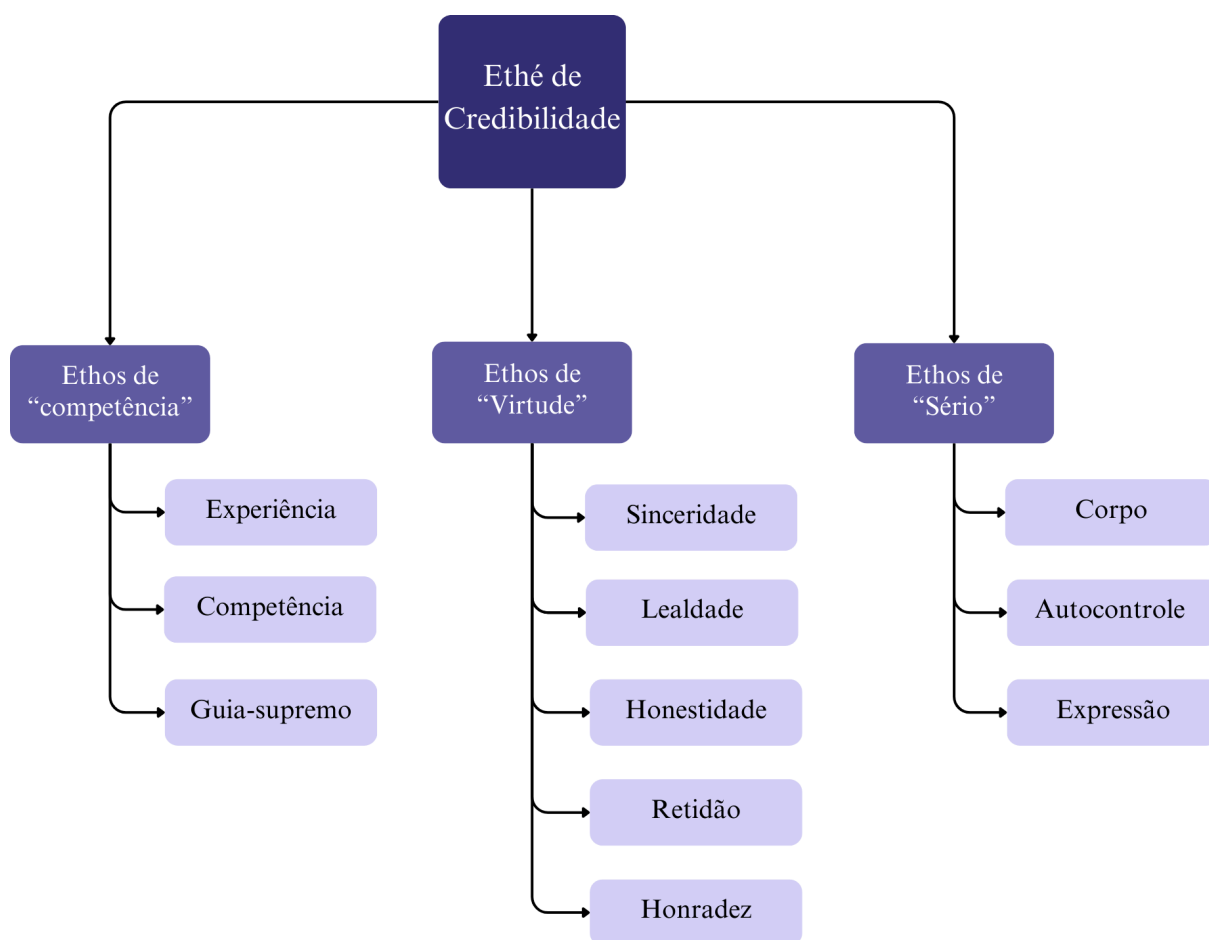 Ethé de
Credibilidade
Ethos de
“competência”
Experiência
Competência
Guia-supremo
Ethos de
“Virtude”
Sinceridade
Lealdade
Honestidade
Retidão
Honradez
Ethos de
“Sério”
Corpo
Autocontrole
Expressão